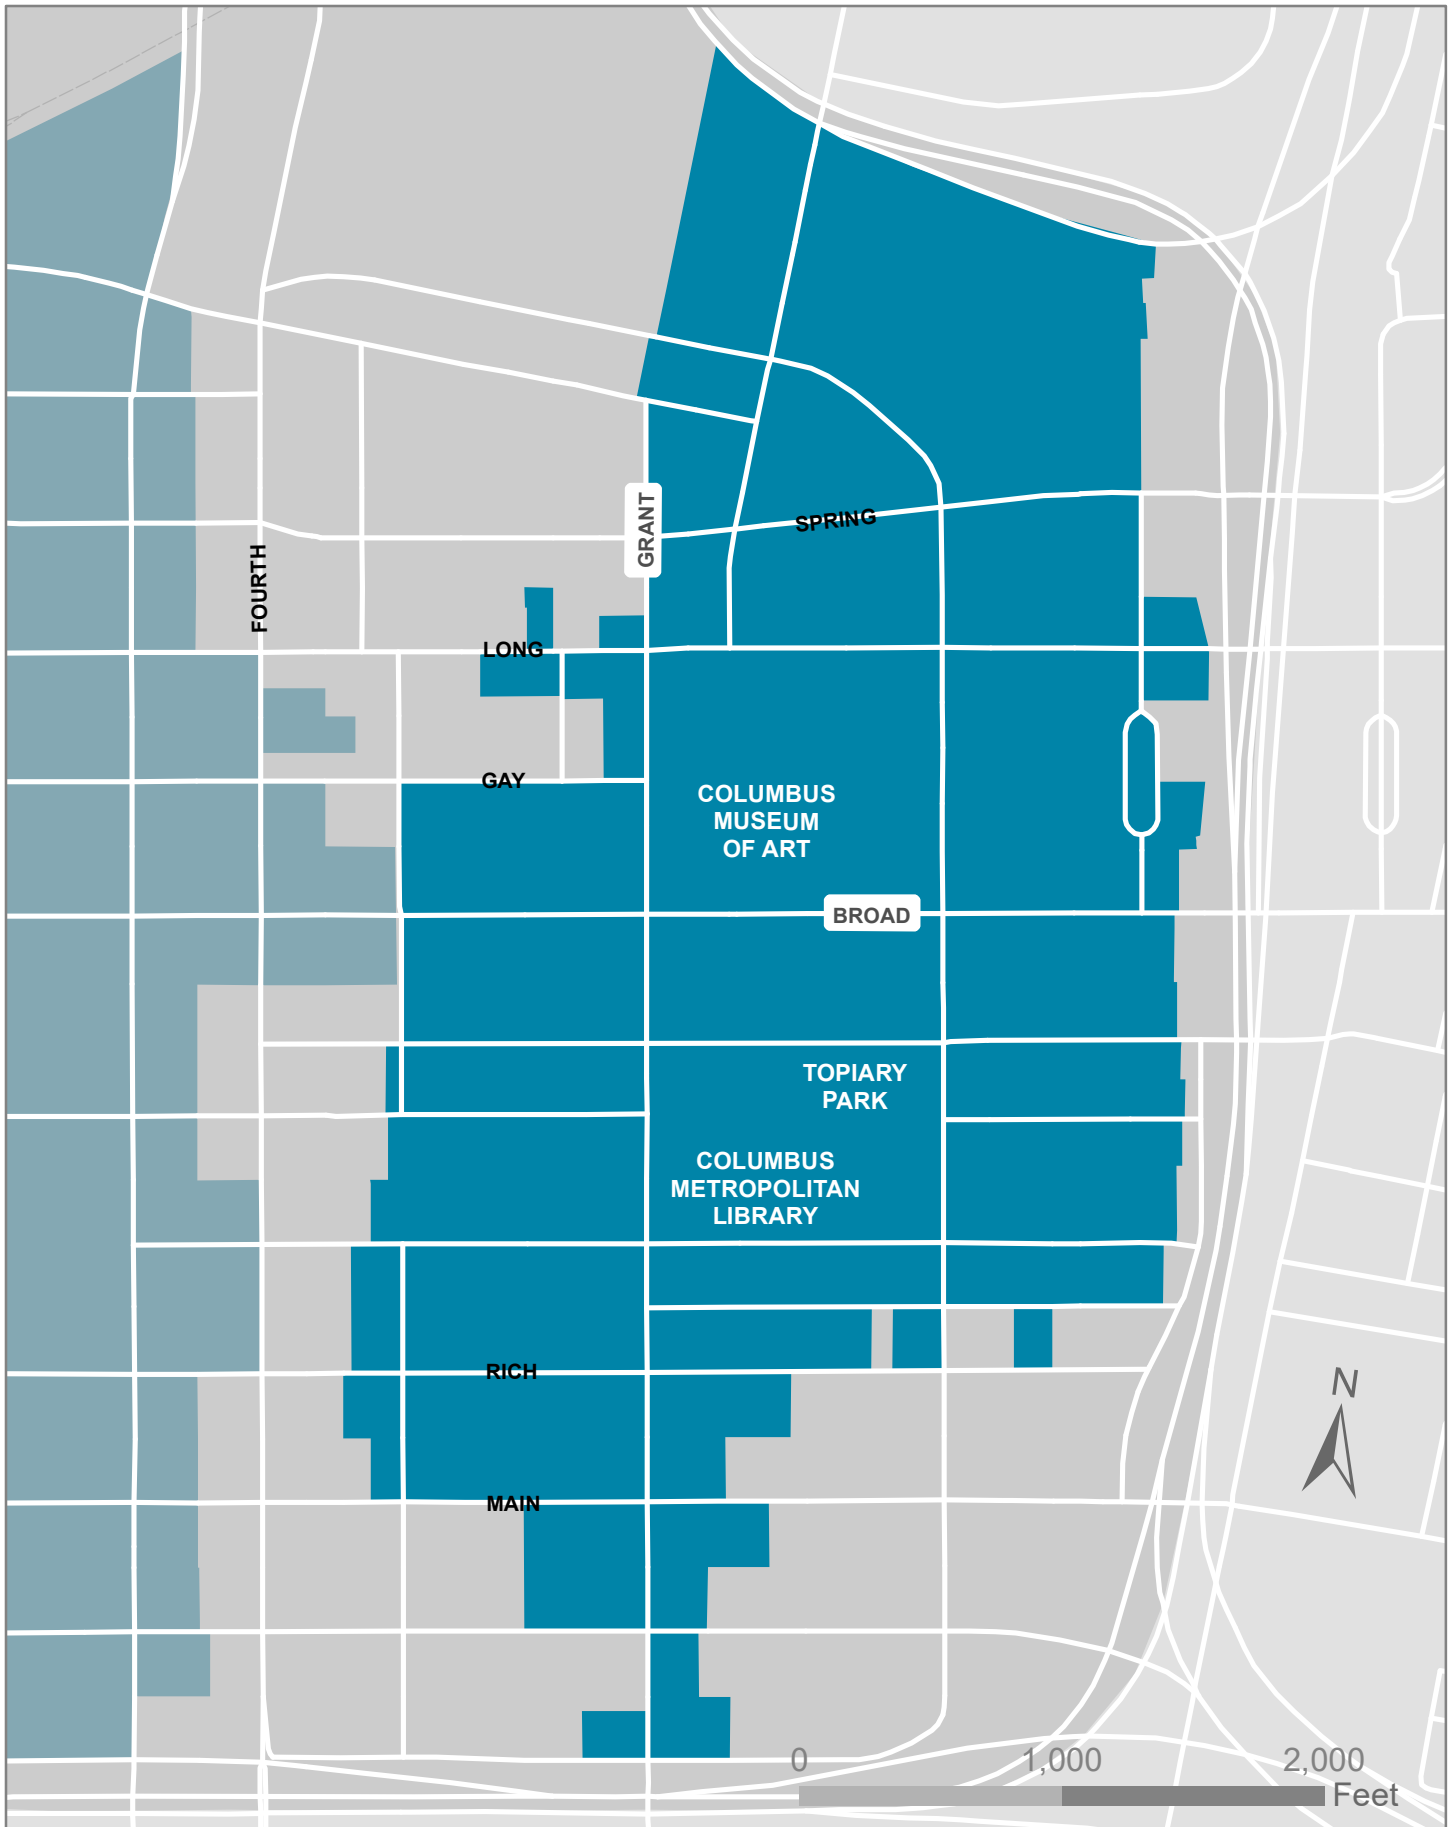 GRANT
SPRING
FOURTH
LONG
GAY
COLUMBUS
MUSEUM
OF ART
BROAD
TOPIARY
PARK
COLUMBUS
METROPOLITAN
LIBRARY
RICH
N
MAIN
0 1,000 2,000
Feet